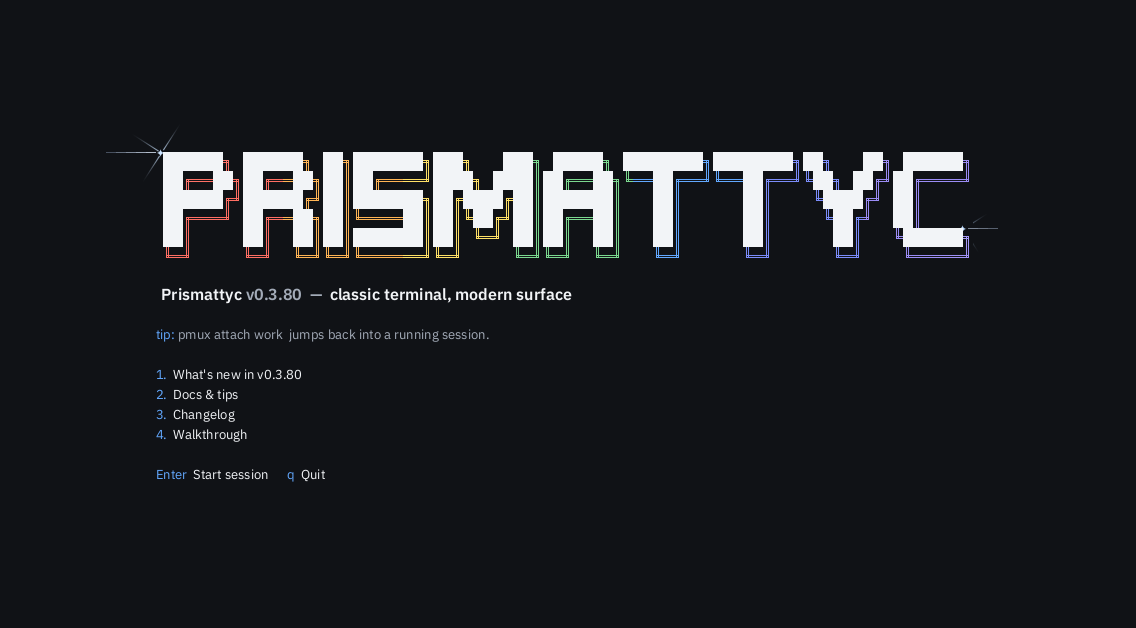 PRISMATTYC
Prismattyc v0.3.80 — classic terminal, modern surface
tip: pmux attach work jumps back into a running session.
1. What's new in v0.3.80
2. Docs & tips
3. Changelog
4. Walkthrough
Enter Start session q Quit